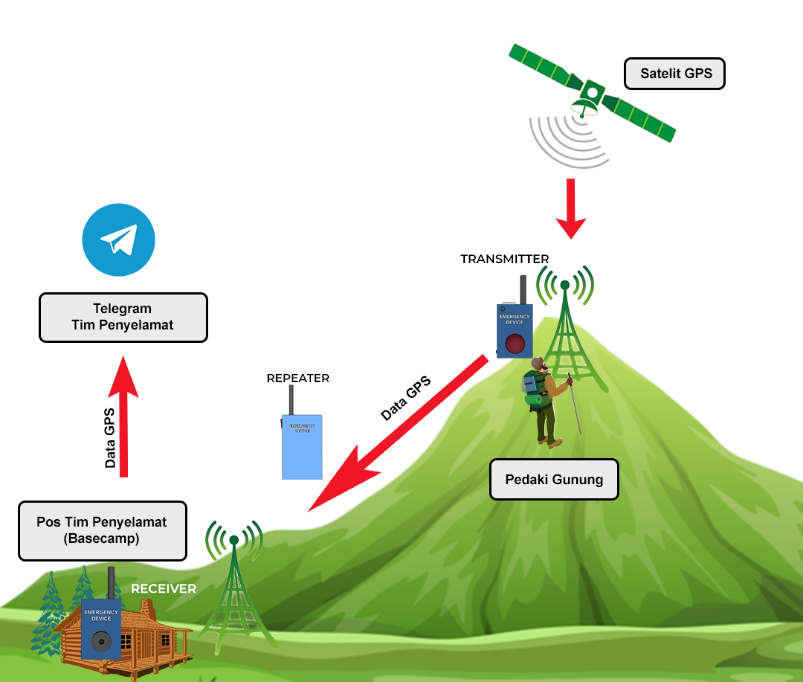 Satelit GPS
TRANSMITTER
EMERGENCY
DEVICE
Telegram
Tim Penyelamat
REPEATER
Data GPS
Data GPS
Pedaki Gunung
Pos Tim Penyelamat
(Basecamp)
RECEIVER
EMERGENCY
DEVICE